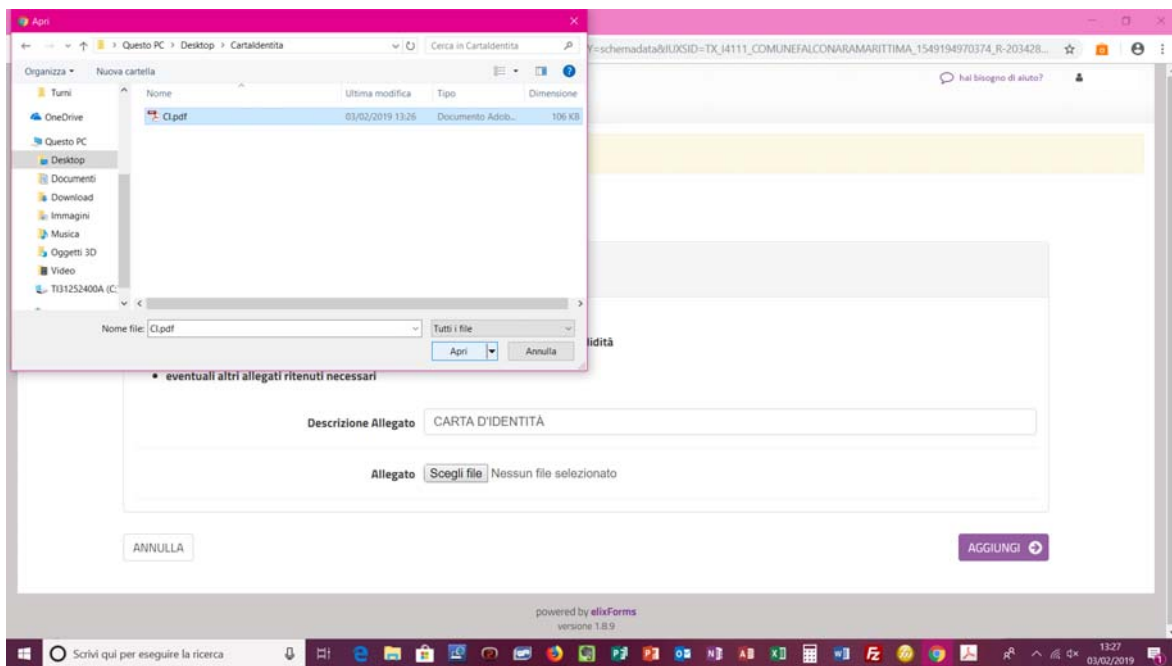 Apri
Questo PC > Desktop > CartaIdentita
Cerca in CartaIdentita
Y=schemadata&IUXSID=TX_I4111_COMUNEFALCONARAMARITTIMA_1549194970374_R-203428...
Organizza
Nuova cartella
hai bisogno di aiuto?
Turni
OneDrive
Questo PC
Desktop
Documenti
Download
Immagini
Musica
Oggetti 3D
Video
TI31252400A (C:
Nome Ultima modifica Tipo Dimensione
CI.pdf 03/02/2019 13:26 Documento Adob... 106 KB
Nome file: CI.pdf
Tutti i file
Apri
Annulla
lidità
• eventuali altri allegati ritenuti necessari
Descrizione Allegato CARTA D'IDENTITÀ
Allegato Scegli file Nessun file selezionato
ANNULLA
AGGIUNGI
powered by elixForms
versione 1.8.9
Scrivi qui per eseguire la ricerca
13:27
03/02/2019